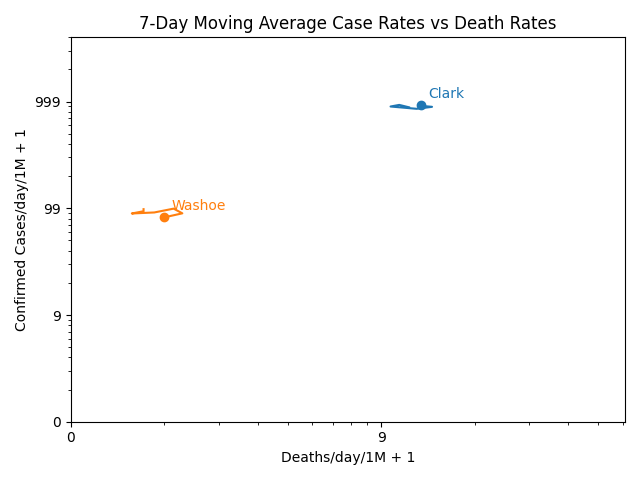 7-Day Moving Average Case Rates vs Death Rates
999
Clark
99
Washoe
9
0
Confirmed Cases/day/1M + 1
0
9
Deaths/day/1M + 1